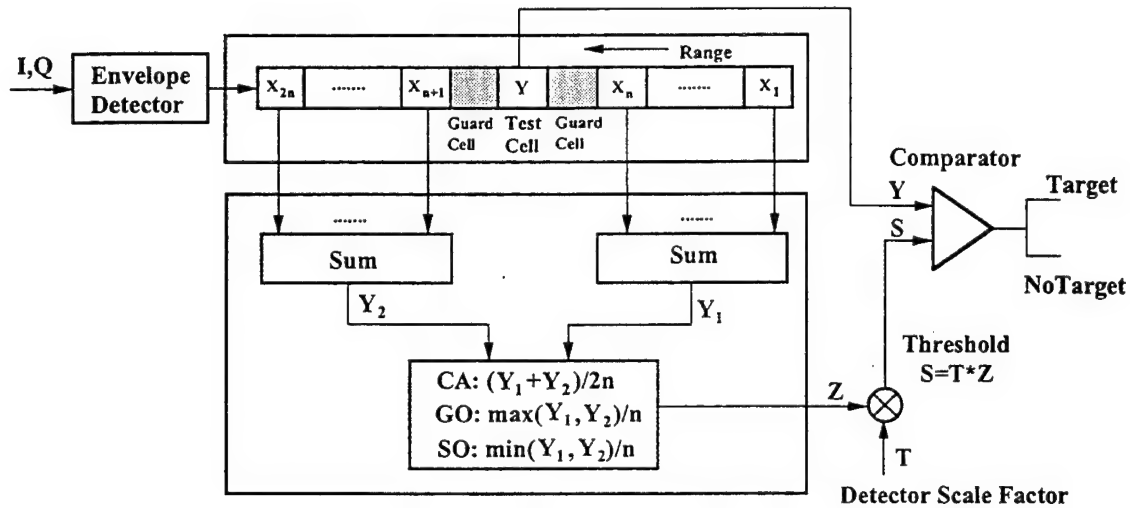 I,Q
Envelope
Detector
Range
X2n ....... Xn+1 Y Xn ....... X1
Guard
Cell
Test
Cell
Guard
Cell
Comparator
Y
S
Target
NoTarget
.......
.......
Sum
Sum
Y2
Y1
CA: (Y1+Y2)/2n
GO: max(Y1,Y2)/n
SO: min(Y1,Y2)/n
Z
Threshold
S=T*Z
T
Detector Scale Factor